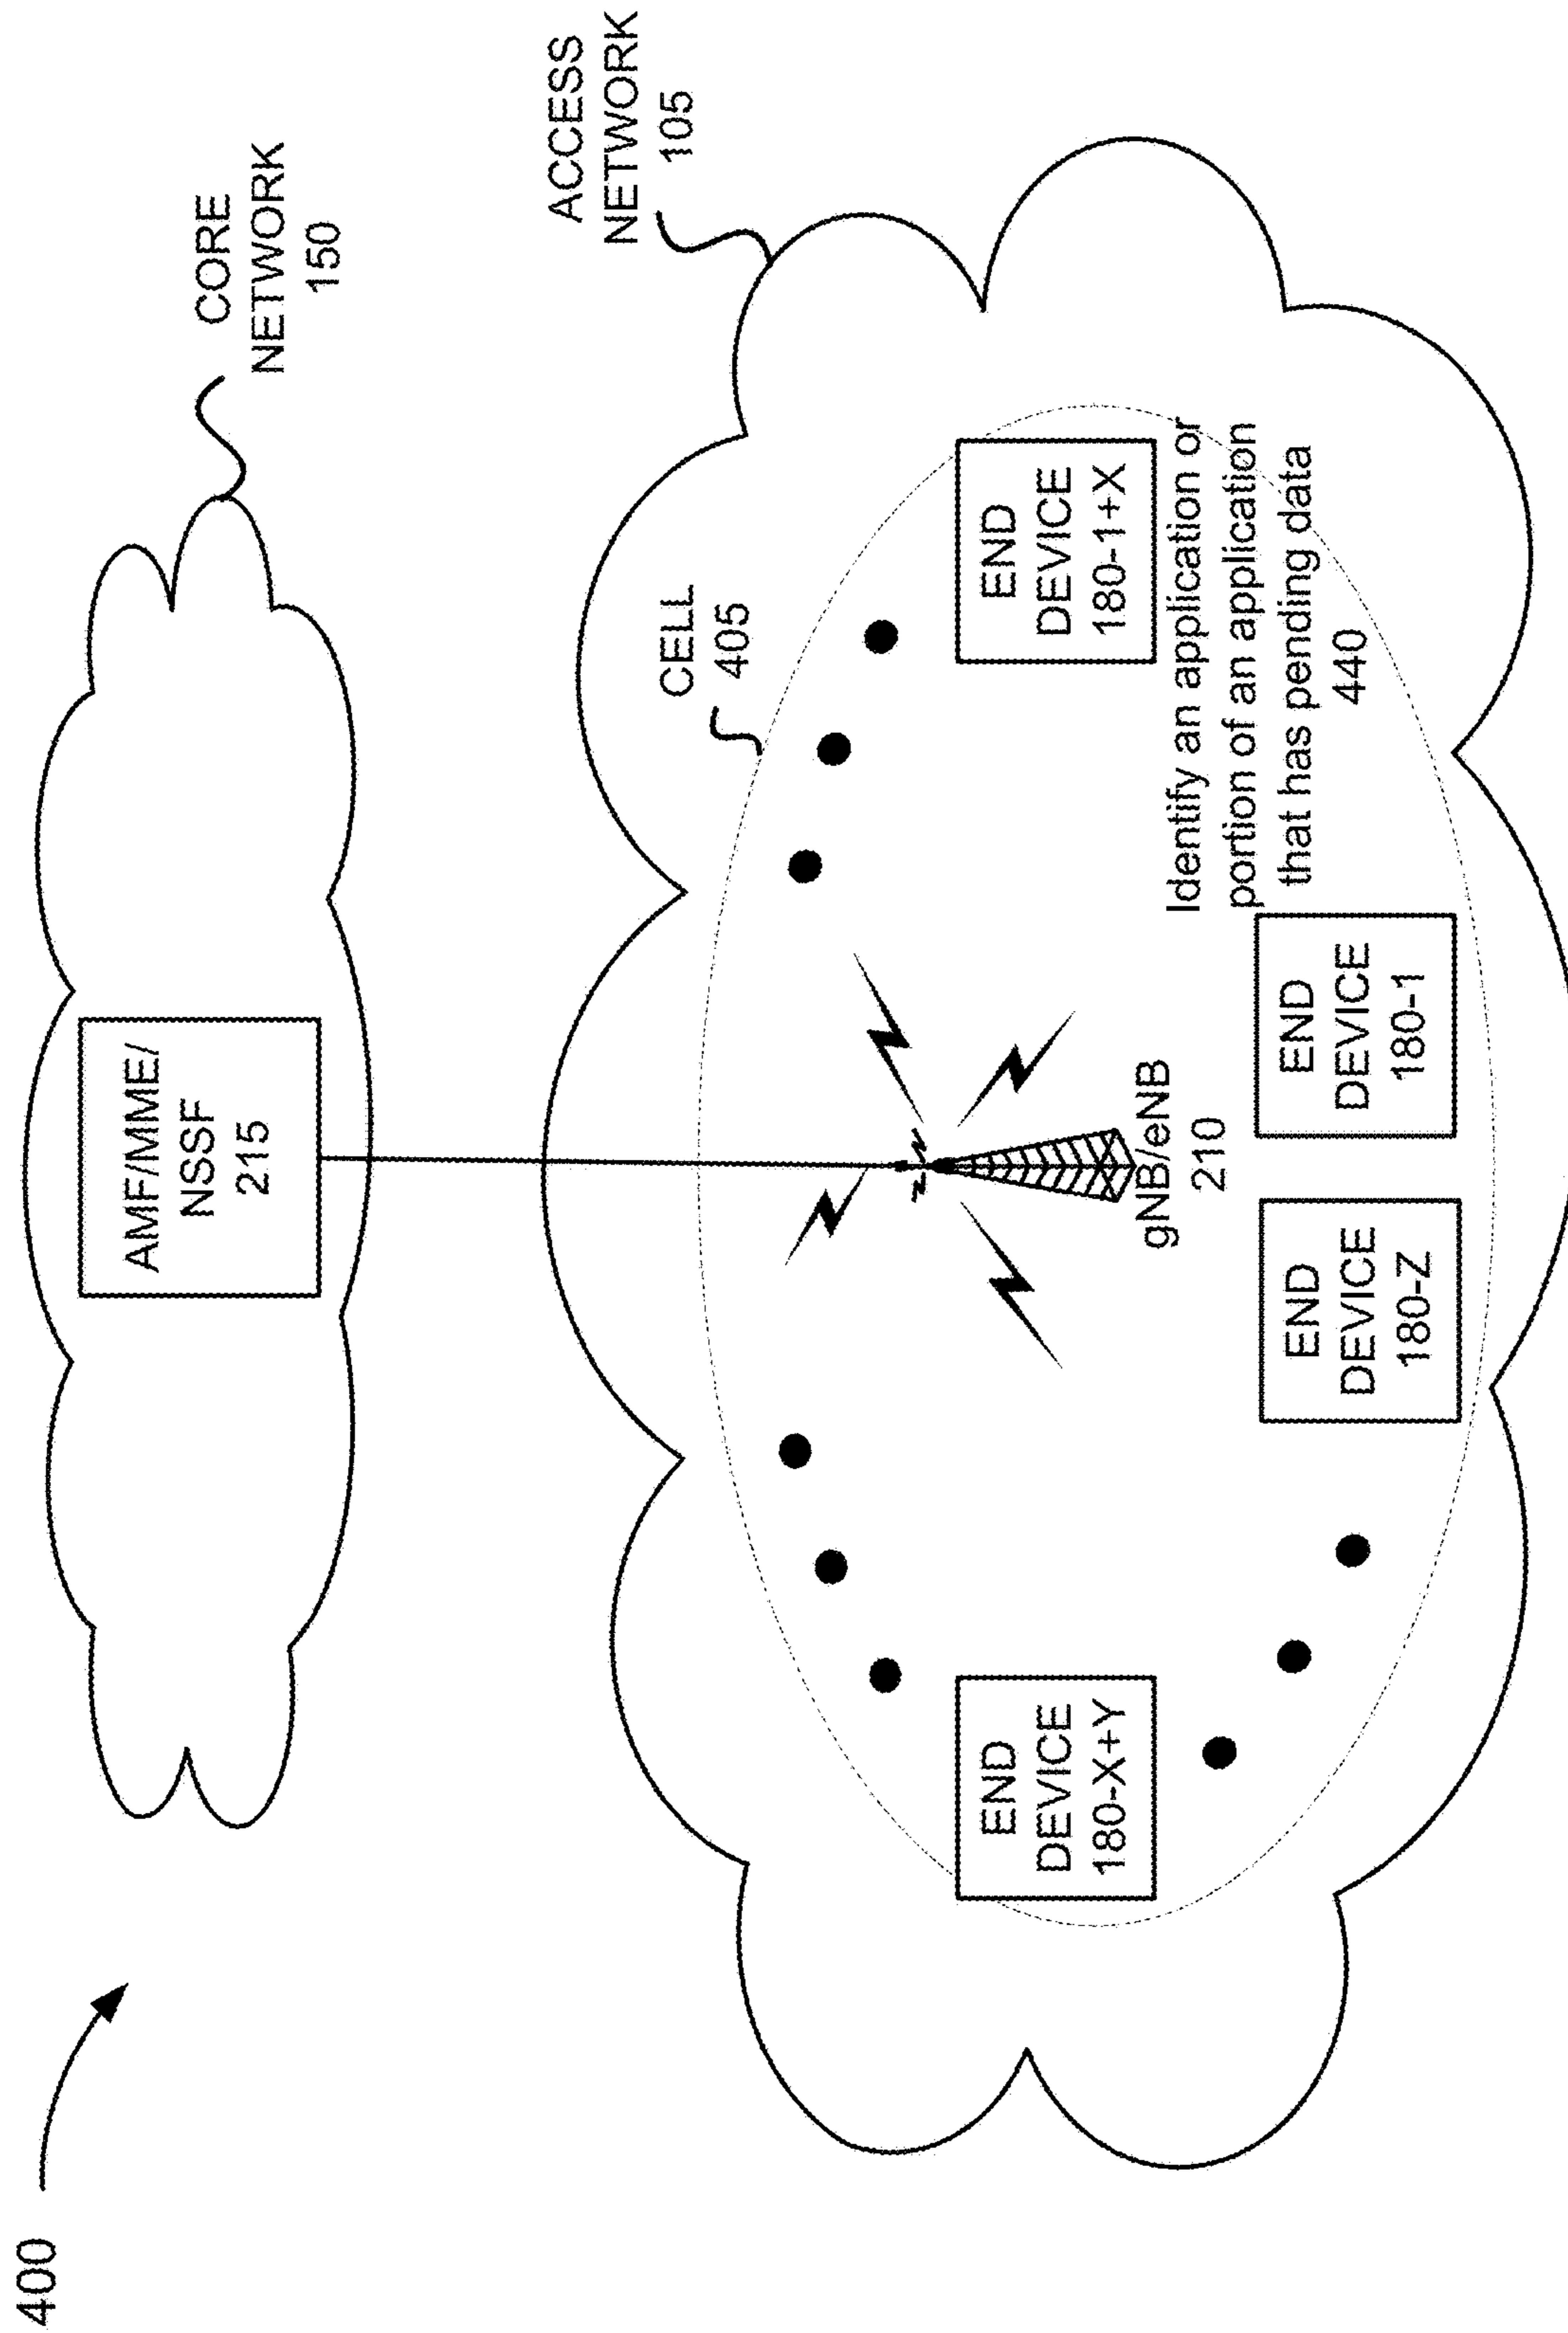 400
CORE
NETWORK
150
AMF/MME/
NSSF
215
ACCESS
NETWORK
105
CELL
405
gNB/eNB
210
END
DEVICE
180-X+Y
END
DEVICE
180-Z
END
DEVICE
180-1
END
DEVICE
180-1+X
Identify an application or
portion of an application
that has pending data
440